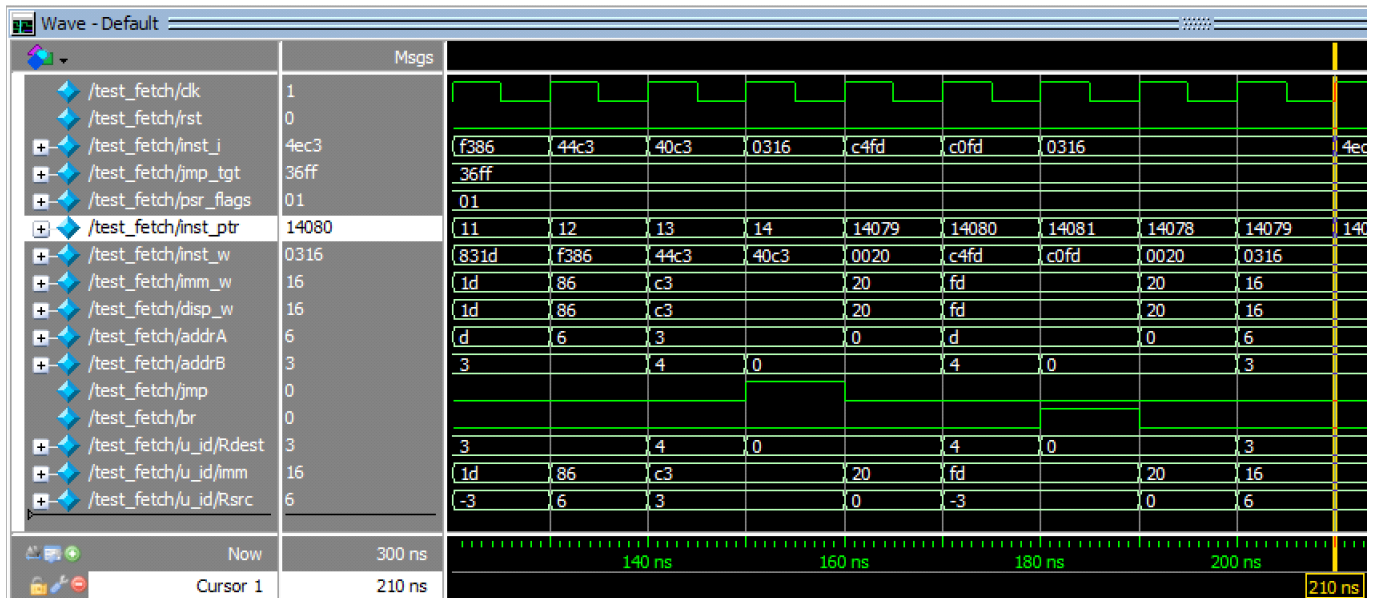 Wave - Default
Msgs
/test_fetch/clk 1
/test_fetch/rst 0
/test_fetch/inst_i 4ec3 f386 44c3 40c3 0316 c4fd c0fd 0316 4ec
/test_fetch/jmp_tgt 36ff 36ff
/test_fetch/psr_flags 01 01
/test_fetch/inst_ptr 14080 11 12 13 14 14079 14080 14081 14078 14079 140
/test_fetch/inst_w 0316 831d f386 44c3 40c3 0020 c4fd c0fd 0020 0316
/test_fetch/imm_w 16 1d 86 c3 20 fd 20 16
/test_fetch/disp_w 16 1d 86 c3 20 fd 20 16
/test_fetch/addrA 6 d 6 3 0 d 0 6
/test_fetch/addrB 3 3 4 0 4 0 3
/test_fetch/jmp 0
/test_fetch/br 0
/test_fetch/u_id/Rdest 3 3 4 0 4 0 3
/test_fetch/u_id/imm 16 1d 86 c3 20 fd 20 16
/test_fetch/u_id/Rsrc 6 -3 6 3 0 -3 0 6
Now 300 ns 140 ns 160 ns 180 ns 200 ns
Cursor 1 210 ns 210 ns